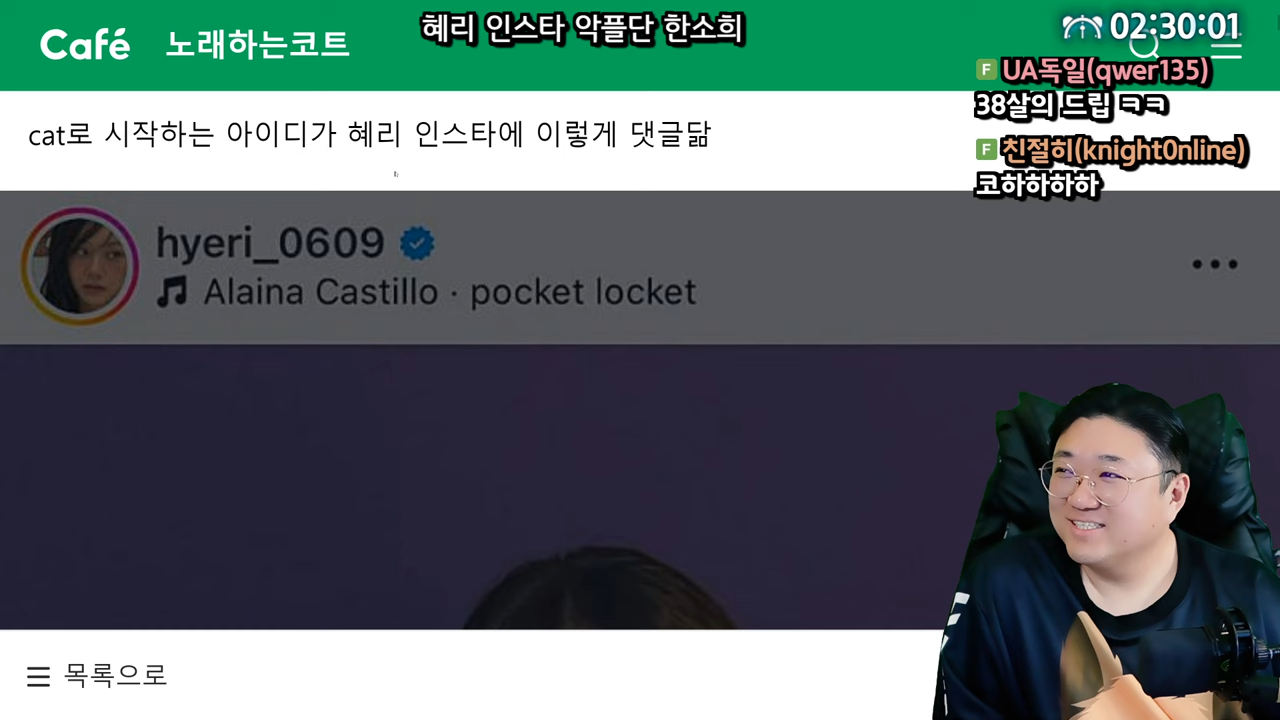 Café 노래하는코트
혜리 인스타 악플단 한소희
02:30:01
F UA독일(qwer135)
38살의 드립 ㅋㅋ
F 친절히(knight0nline)
코하하하하
cat로 시작하는 아이디가 혜리 인스타에 이렇게 댓글닮
hyeri_0609
Alaina Castillo · pocket locket
목록으로